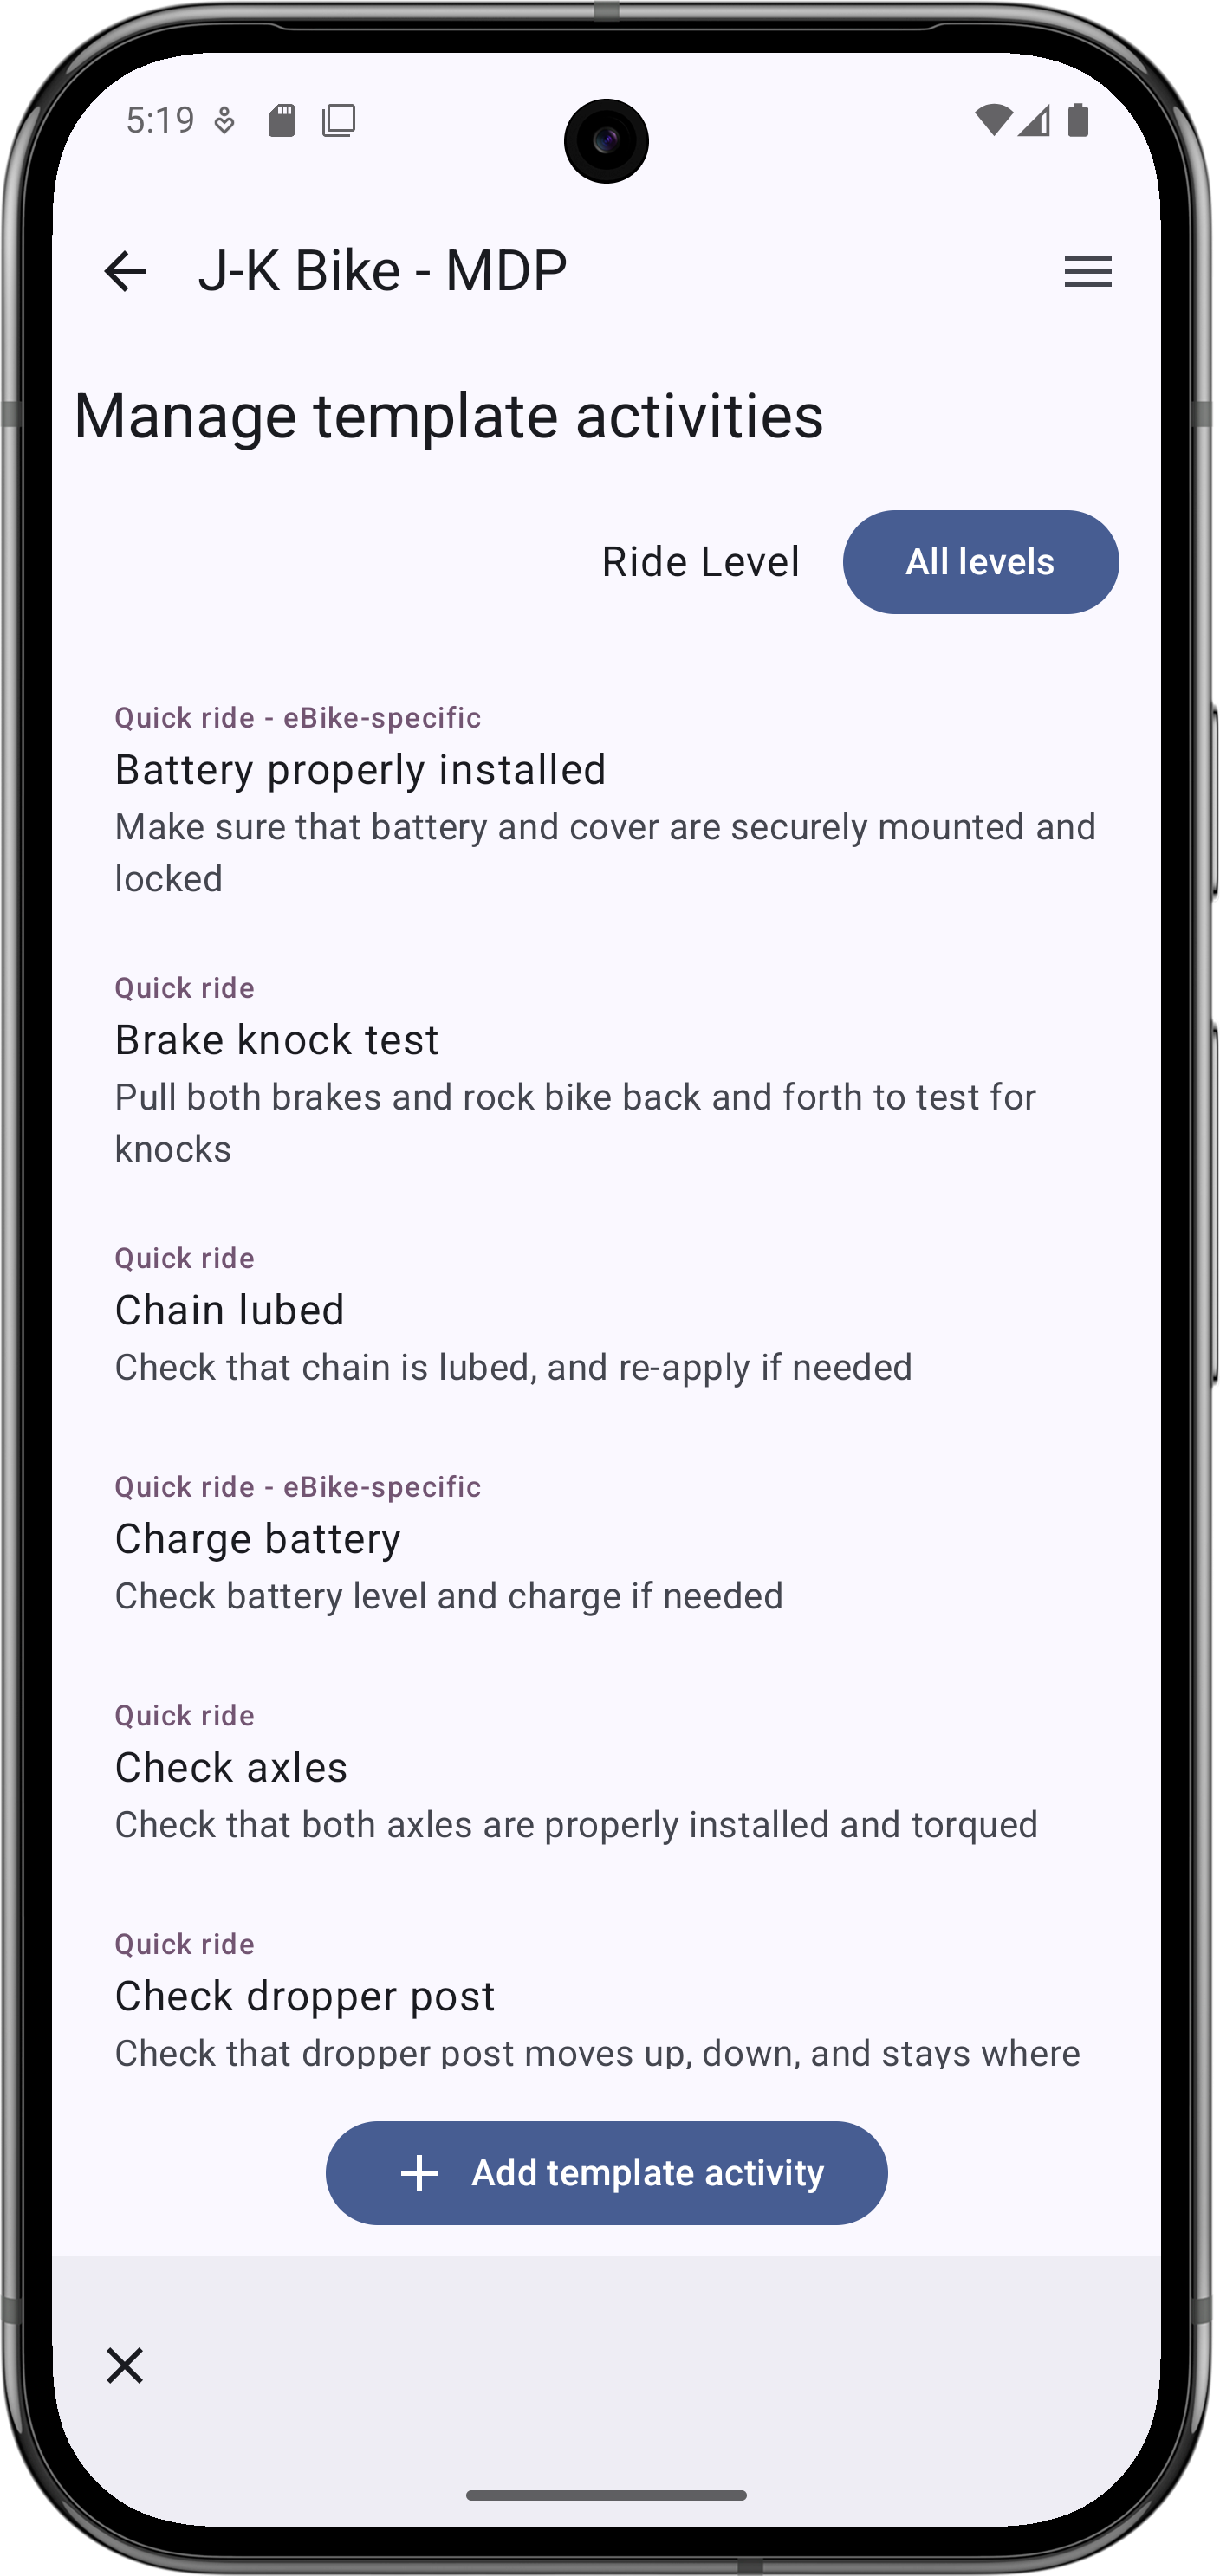 5:19
J-K Bike - MDP
Manage template activities
Ride Level
All levels
Quick ride - eBike-specific
Battery properly installed
Make sure that battery and cover are securely mounted and
locked
Quick ride
Brake knock test
Pull both brakes and rock bike back and forth to test for
knocks
Quick ride
Chain lubed
Check that chain is lubed, and re-apply if needed
Quick ride - eBike-specific
Charge battery
Check battery level and charge if needed
Quick ride
Check axles
Check that both axles are properly installed and torqued
Quick ride
Check dropper post
Check that dropper post moves up, down, and stays where
Add template activity